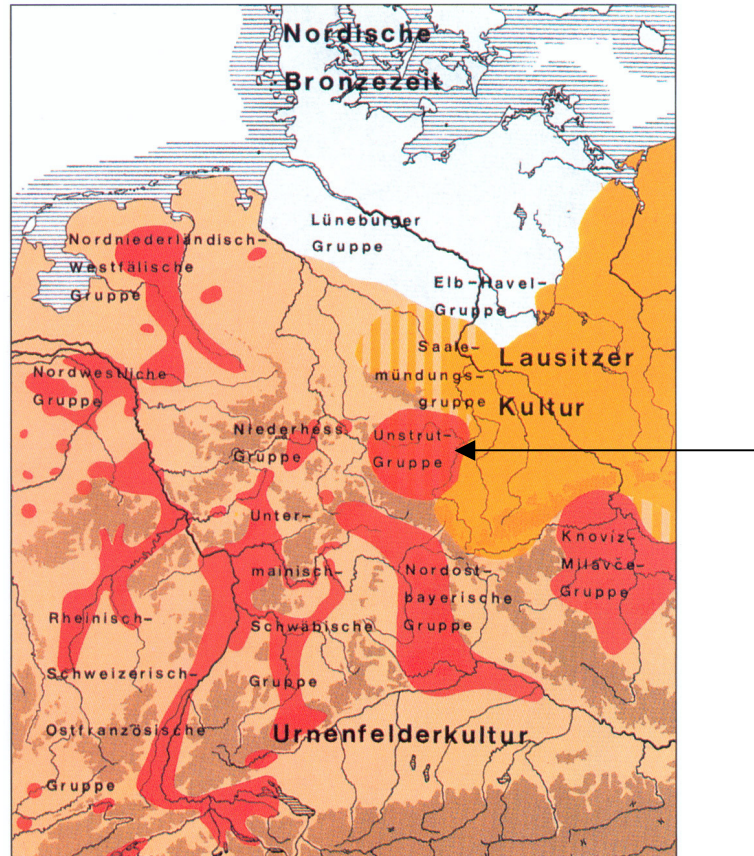 Nordische
Bronzezeit
Lüneburger
Gruppe
Nordniederländisch-
Westfälische
Gruppe
Elb-Havel-
Gruppe
Saale-
mündungs-
gruppe
Lausitzer
Kultur
Nordwestliche
Gruppe
Niederhess.
Gruppe
Unstrut-
Gruppe
Unter-
mainisch-
Schwäbische
Gruppe
Nordost-
bayerische
Gruppe
Knovíz-
Milavče-
Gruppe
Rheinisch-
Schweizerisch-
Ostfranzösische
Gruppe
Urnenfelderkultur